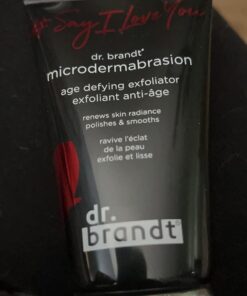 #Say I Love You
dr. brandt®
microdermabrasion
age defying exfoliator
exfoliant anti-âge
renews skin radiance
polishes & smooths
ravive l'éclat
de la peau
exfolie et lisse
dr.
brandt®